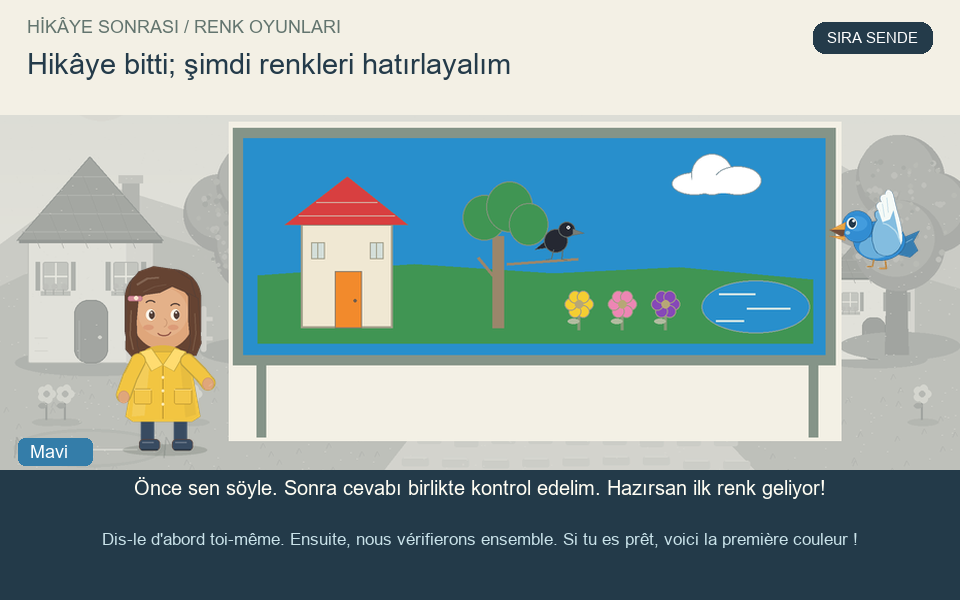 HİKÂYE SONRASI / RENK OYUNLARI
SIRA SENDE
Hikâye bitti; şimdi renkleri hatırlayalım
Mavi
Önce sen söyle. Sonra cevabı birlikte kontrol edelim. Hazırsan ilk renk geliyor!
Dis-le d'abord toi-même. Ensuite, nous vérifierons ensemble. Si tu es prêt, voici la première couleur !